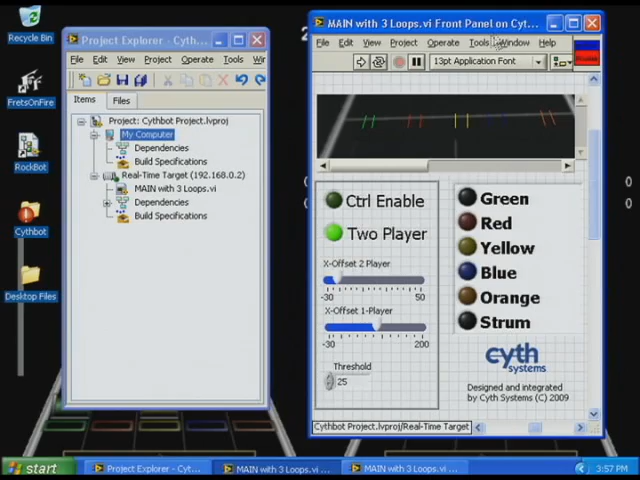 Recycle Bin
FretsOnFire
RockBot
Cythbot
Desktop Files
Project Explorer - Cyth...
File Edit View Project Operate Tools Wi
Items Files
Project: Cythbot Project.lvproj
My Computer
Dependencies
Build Specifications
Real-Time Target (192.168.0.2)
MAIN with 3 Loops.vi
Dependencies
Build Specifications
MAIN with 3 Loops.vi Front Panel on Cyt...
File Edit View Project Operate Tools Window Help
13pt Application Font
Ctrl Enable
Two Player
X-Offset 2 Player
-30 50
X-Offset 1-Player
-30 200
Threshold
25
Green
Red
Yellow
Blue
Orange
Strum
cyth
systems
Designed and integrated
by Cyth Systems (C) 2009
Cythbot Project.lvproj/Real-Time Target
start
Project Explorer - Cyt...
MAIN with 3 Loops.vi ...
MAIN with 3 Loops.vi ...
3:57 PM